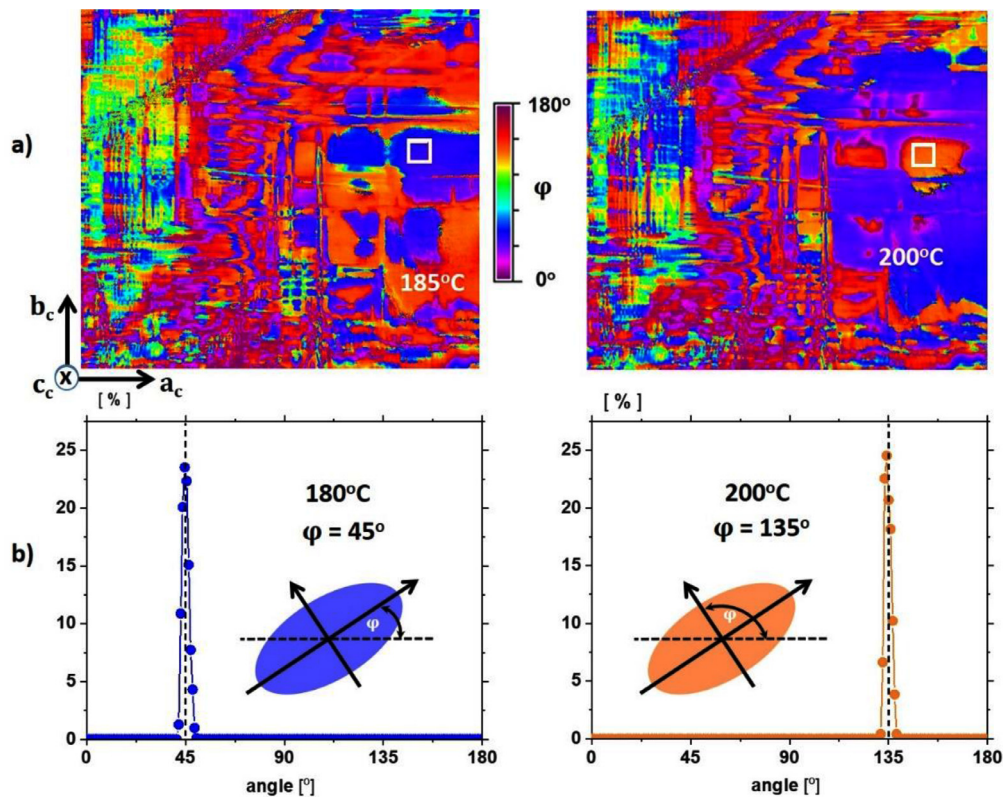 a)
185°C
180°
φ
0°
200°C
b_c
c_c
x
a_c
b)
[ % ]
25
20
15
10
5
0
0
45
90
135
180
angle [°]
180°C
φ = 45°
φ
[ % ]
25
20
15
10
5
0
0
45
90
135
180
angle [°]
200°C
φ = 135°
φ